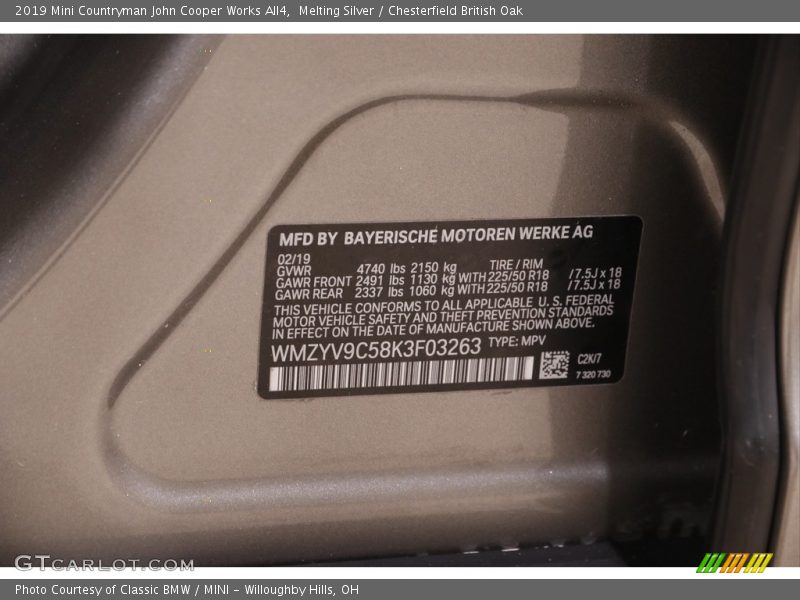 2019 Mini Countryman John Cooper Works All4, Melting Silver / Chesterfield British Oak
MFD BY BAYERISCHE MOTOREN WERKE AG
02/19
GVWR 4740 lbs 2150 kg TIRE / RIM
GAWR FRONT 2491 lbs 1130 kg WITH 225/50 R18 /7.5J x 18
GAWR REAR 2337 lbs 1060 kg WITH 225/50 R18 /7.5J x 18
THIS VEHICLE CONFORMS TO ALL APPLICABLE U. S. FEDERAL
MOTOR VEHICLE SAFETY AND THEFT PREVENTION STANDARDS
IN EFFECT ON THE DATE OF MANUFACTURE SHOWN ABOVE.
WMZYV9C58K3F03263 TYPE: MPV
C2K/7
7 320 730
GTCARLOT.COM
Photo Courtesy of Classic BMW / MINI - Willoughby Hills, OH